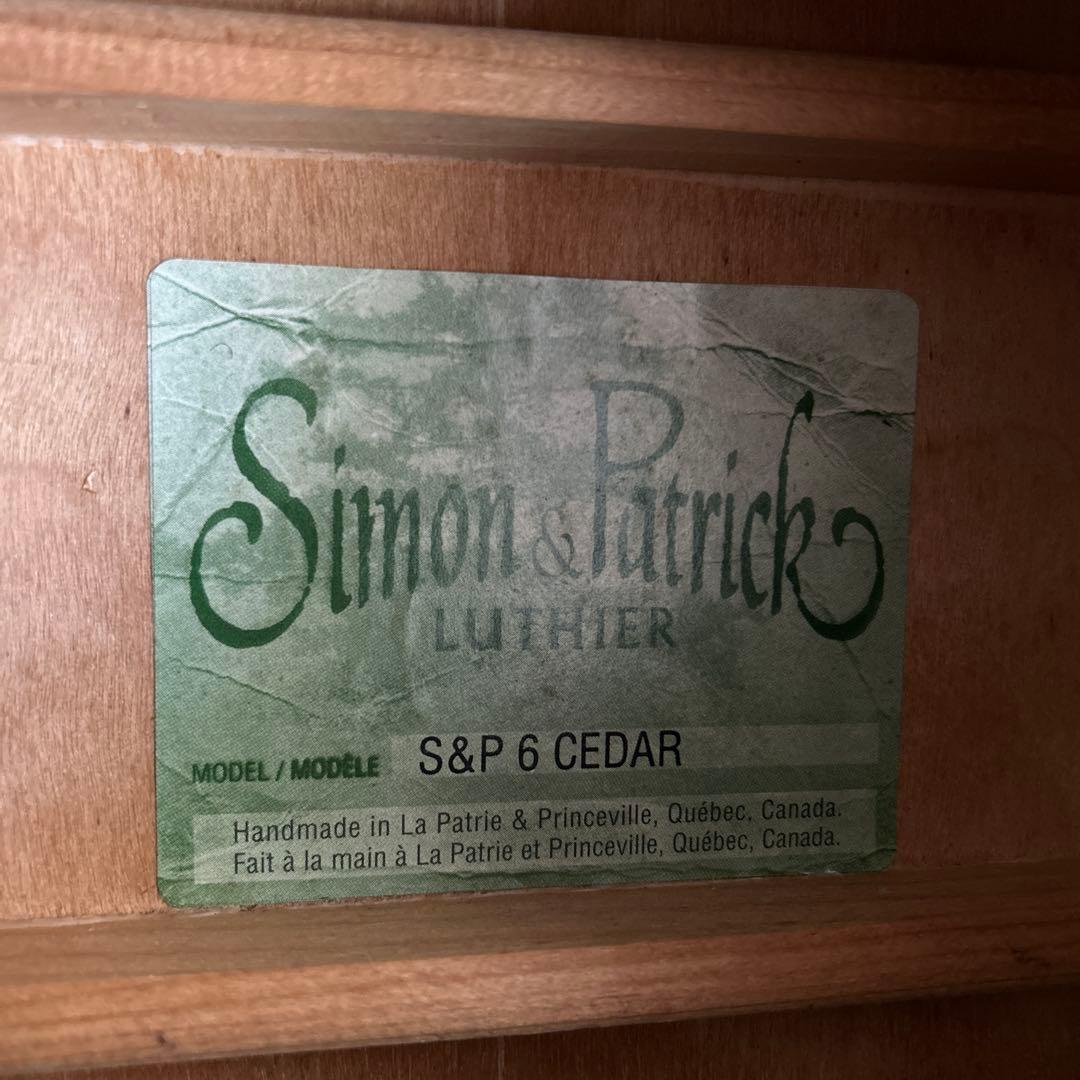 Simon & Patrick
LUTHIER
MODEL / MODÈLE S&P 6 CEDAR
Handmade in La Patrie & Princeville, Québec, Canada.
Fait à la main à La Patrie et Princeville, Québec, Canada.